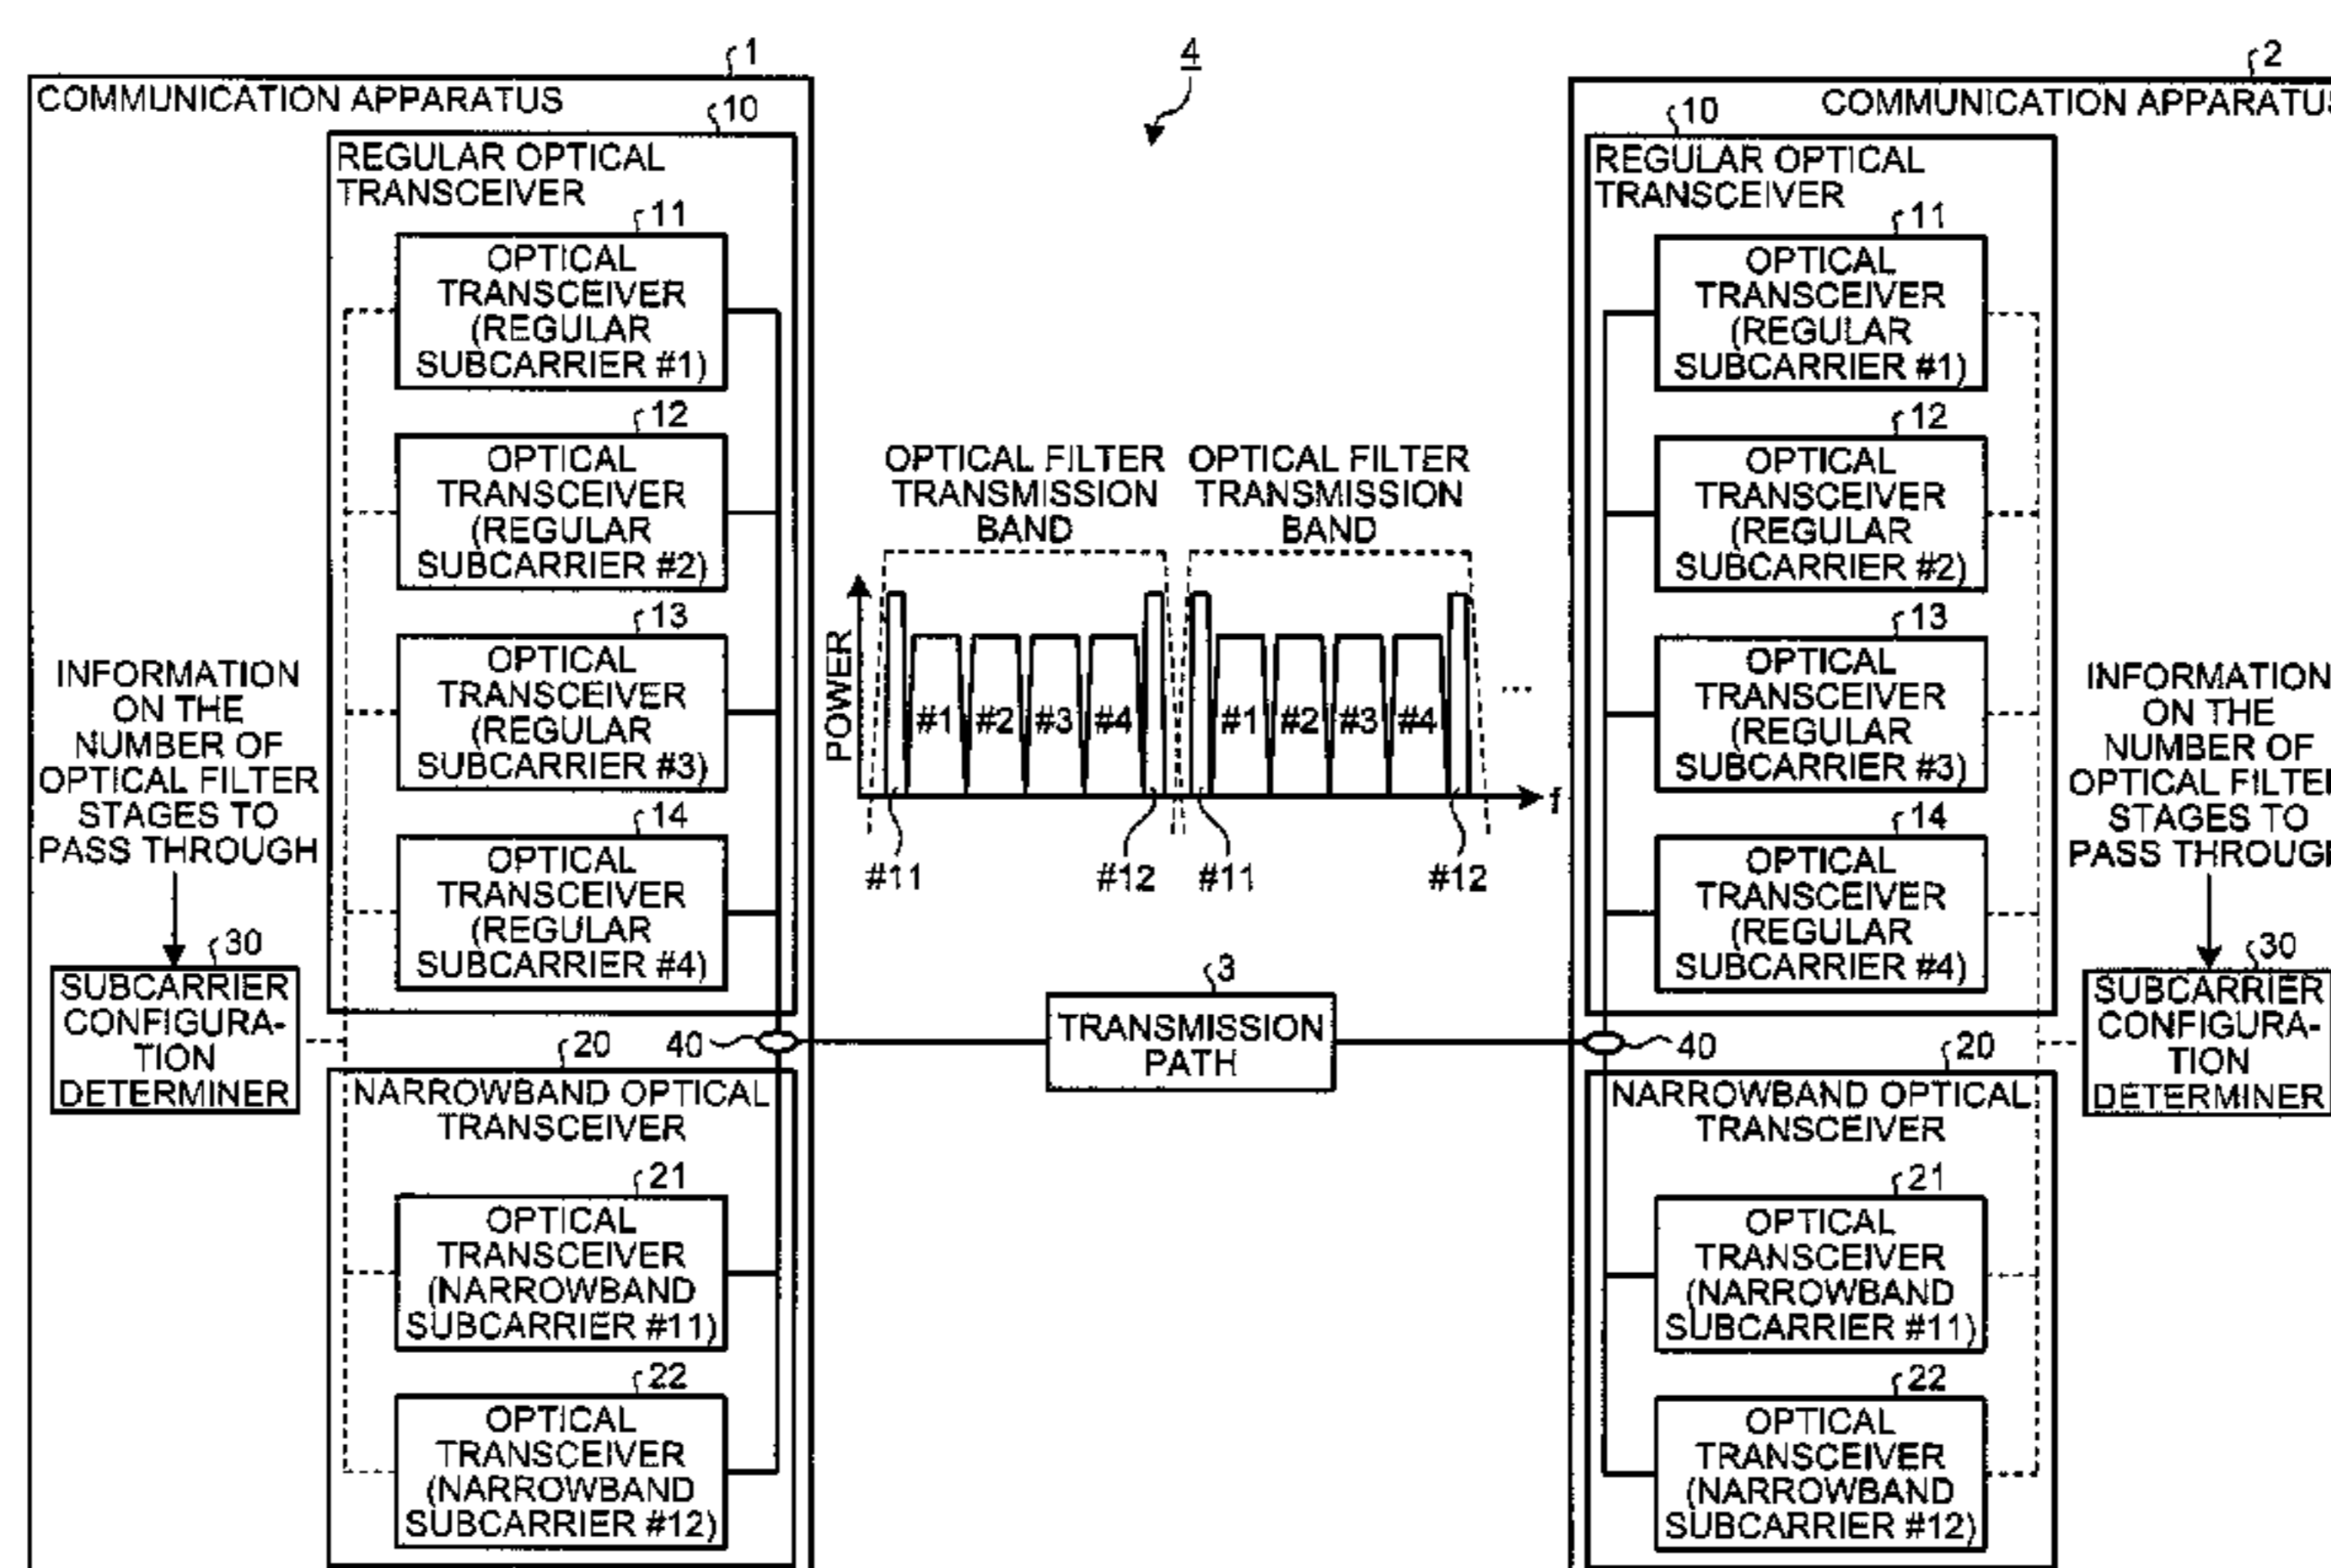 1
COMMUNICATION APPARATUS
10
REGULAR OPTICAL
TRANSCEIVER
11
OPTICAL
TRANSCEIVER
(REGULAR
SUBCARRIER #1)
12
OPTICAL
TRANSCEIVER
(REGULAR
SUBCARRIER #2)
13
OPTICAL
TRANSCEIVER
(REGULAR
SUBCARRIER #3)
14
OPTICAL
TRANSCEIVER
(REGULAR
SUBCARRIER #4)
INFORMATION
ON THE
NUMBER OF
OPTICAL FILTER
STAGES TO
PASS THROUGH
30
SUBCARRIER
CONFIGURA-
TION
DETERMINER
40
20
NARROWBAND OPTICAL
TRANSCEIVER
21
OPTICAL
TRANSCEIVER
(NARROWBAND
SUBCARRIER #11)
22
OPTICAL
TRANSCEIVER
(NARROWBAND
SUBCARRIER #12)
4
OPTICAL FILTER
TRANSMISSION
BAND
OPTICAL FILTER
TRANSMISSION
BAND
POWER
#1 #2 #3 #4 #1 #2 #3 #4 ...
f
#11 #12 #11 #12
3
TRANSMISSION
PATH
2
COMMUNICATION APPARATUS
10
REGULAR OPTICAL
TRANSCEIVER
11
OPTICAL
TRANSCEIVER
(REGULAR
SUBCARRIER #1)
12
OPTICAL
TRANSCEIVER
(REGULAR
SUBCARRIER #2)
13
OPTICAL
TRANSCEIVER
(REGULAR
SUBCARRIER #3)
14
OPTICAL
TRANSCEIVER
(REGULAR
SUBCARRIER #4)
INFORMATION
ON THE
NUMBER OF
OPTICAL FILTER
STAGES TO
PASS THROUGH
30
SUBCARRIER
CONFIGURA-
TION
DETERMINER
40
20
NARROWBAND OPTICAL
TRANSCEIVER
21
OPTICAL
TRANSCEIVER
(NARROWBAND
SUBCARRIER #11)
22
OPTICAL
TRANSCEIVER
(NARROWBAND
SUBCARRIER #12)